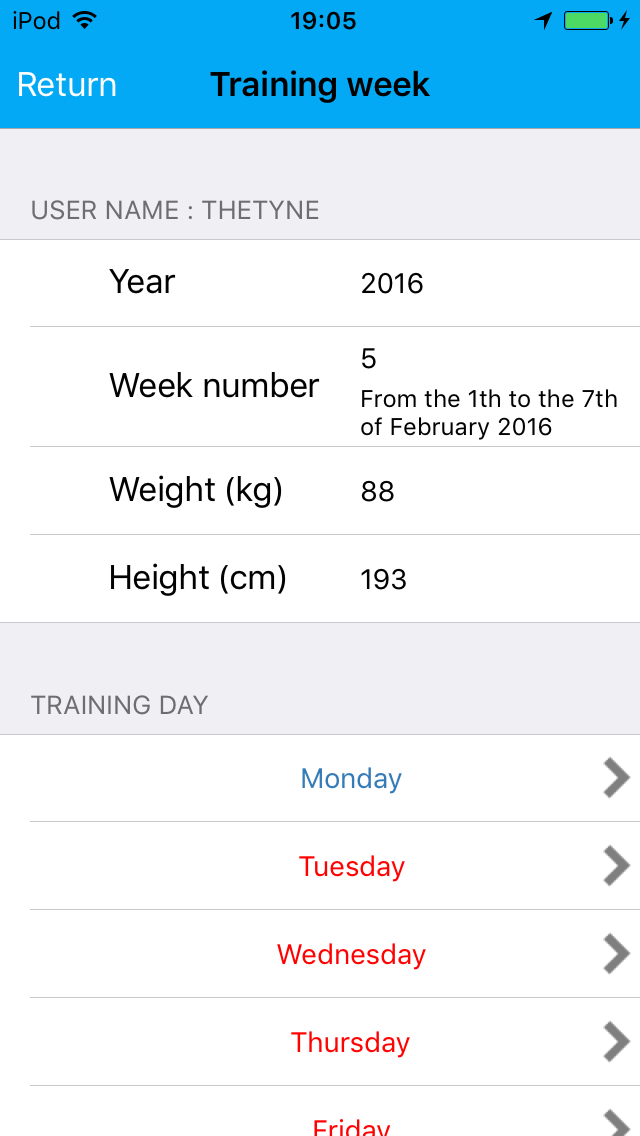 iPod 19:05
Return Training week
USER NAME : THETYNE
Year 2016
Week number 5
From the 1th to the 7th
of February 2016
Weight (kg) 88
Height (cm) 193
TRAINING DAY
Monday
Tuesday
Wednesday
Thursday
Friday